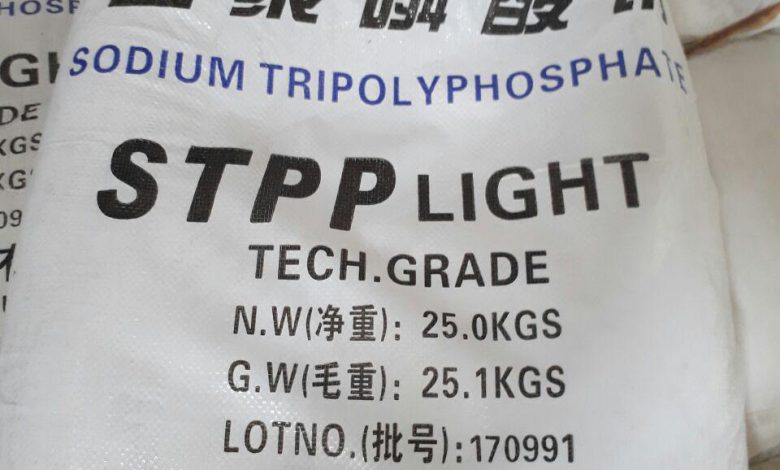 SODIUM TRIPOLYPHOSPHATE
STPP LIGHT
TECH.GRADE
N.W(净重): 25.0KGS
G.W(毛重): 25.1KGS
LOTNO.(批号):170991